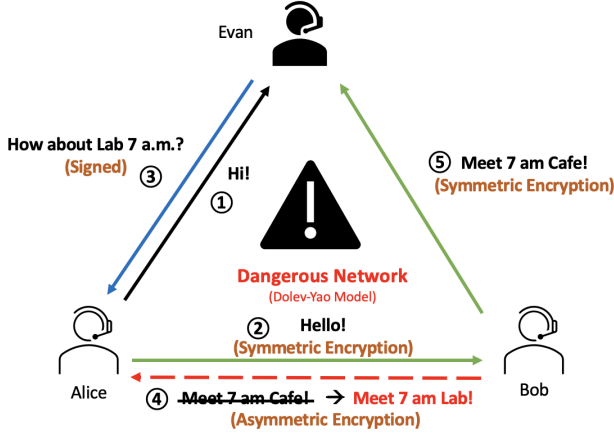 Evan
How about Lab 7 a.m.?
(Signed)
③
Hi!
①
⑤ Meet 7 am Cafe!
(Symmetric Encryption)
Dangerous Network
(Dolev-Yao Model)
② Hello!
(Symmetric Encryption)
Alice
Bob
④ Meet 7 am Cafe! → Meet 7 am Lab!
(Asymmetric Encryption)